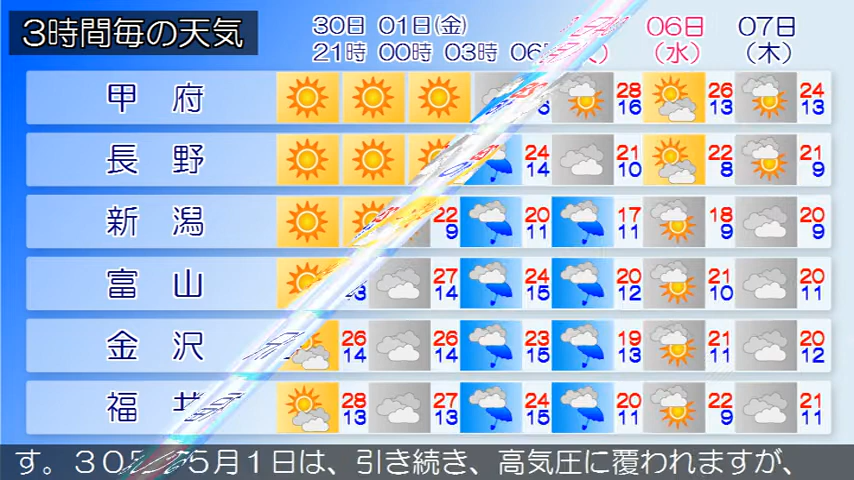 3時間毎の天気
30日 01日(金) 06日 07日
21時 00時 03時 (水) (木)
甲 府 28 16 26 13 24 13
長 野 24 14 21 10 22 8 21 9
新 潟 22 9 20 11 17 11 18 9 20 9
富 山 27 14 24 15 20 12 21 10 20 11
金 沢 26 14 26 14 23 15 19 13 21 11 20 12
福 28 13 27 13 24 15 20 11 22 9 21 11
す。30 5月1日は、引き続き、高気圧に覆われますが、